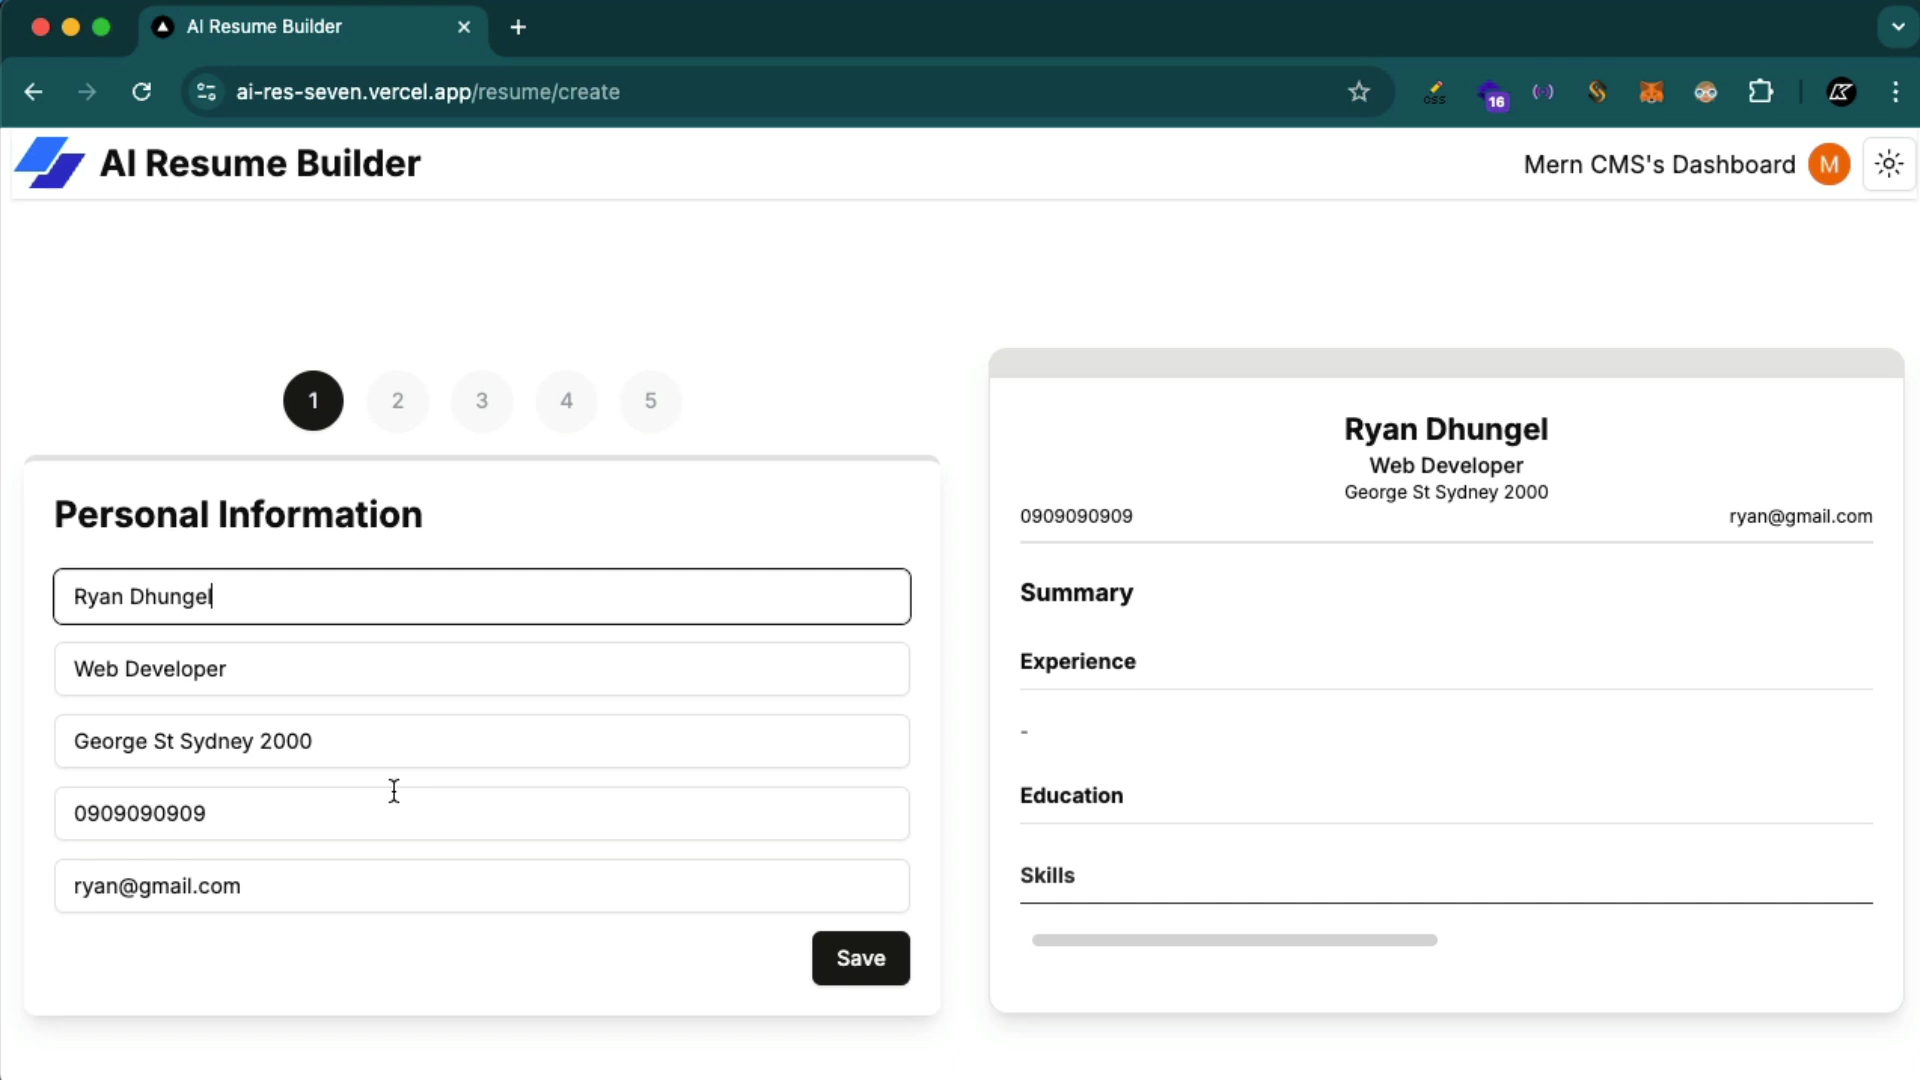 AI Resume Builder
ai-res-seven.vercel.app/resume/create
OSS
16
AI Resume Builder
Mern CMS's Dashboard
M
1 2 3 4 5
Personal Information
Ryan Dhungel
Web Developer
George St Sydney 2000
0909090909
ryan@gmail.com
Save
Ryan Dhungel
Web Developer
George St Sydney 2000
0909090909 ryan@gmail.com
Summary
Experience
-
Education
Skills